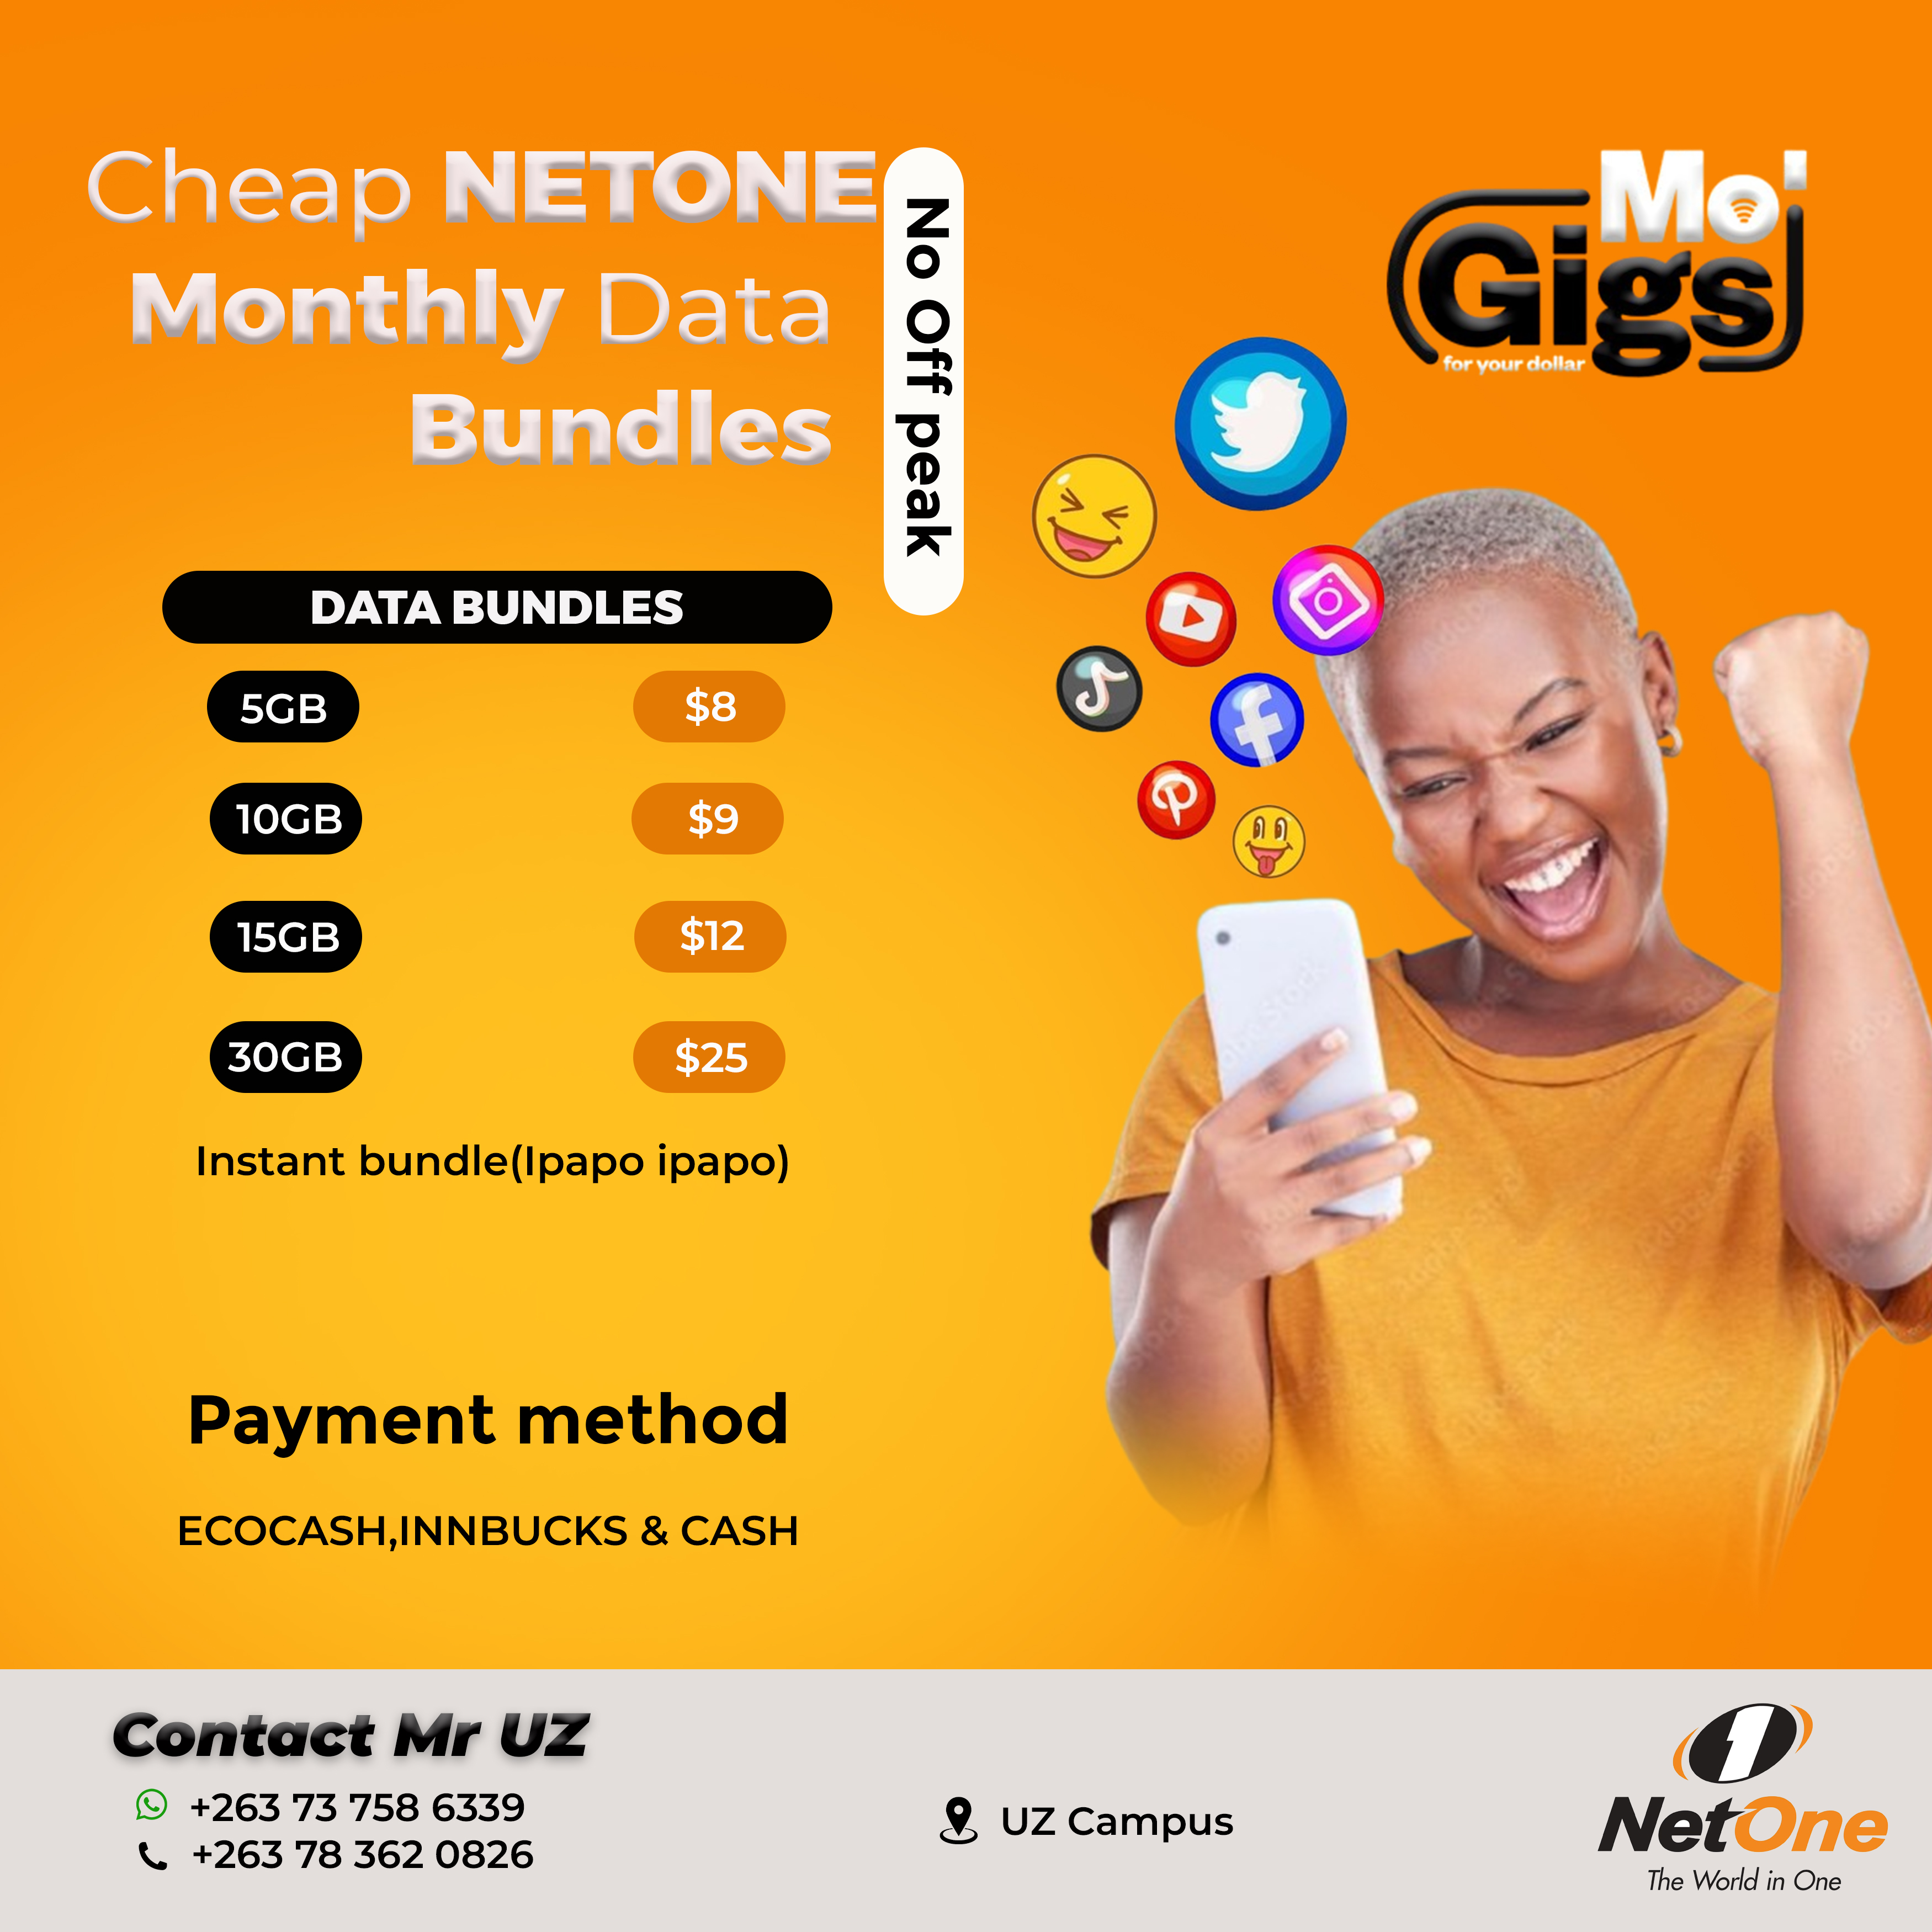 Cheap NETONE
Monthly Data
Bundles
No Off peak
Mo'
Gigs
for your dollar
DATA BUNDLES
5GB $8
10GB $9
15GB $12
30GB $25
Instant bundle(Ipapo ipapo)
Payment method
ECOCASH,INNBUCKS & CASH
Contact Mr UZ
+263 73 758 6339
+263 78 362 0826
UZ Campus
NetOne
The World in One